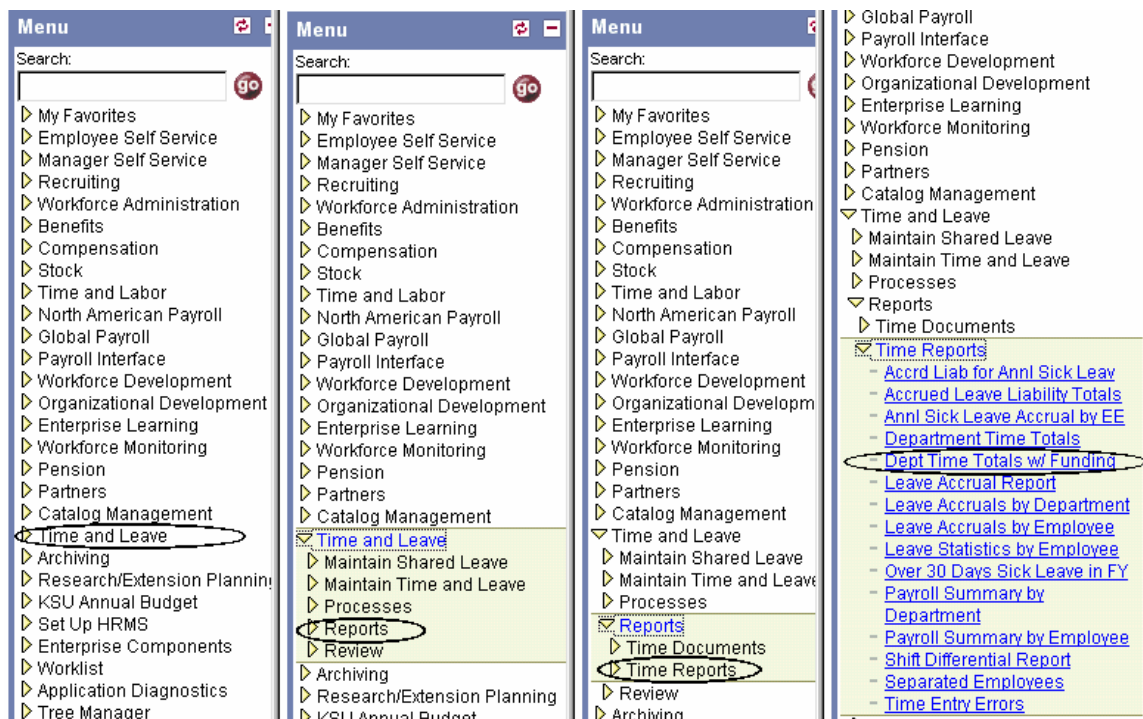 Menu
Search:
go
My Favorites
Employee Self Service
Manager Self Service
Recruiting
Workforce Administration
Benefits
Compensation
Stock
Time and Labor
North American Payroll
Global Payroll
Payroll Interface
Workforce Development
Organizational Development
Enterprise Learning
Workforce Monitoring
Pension
Partners
Catalog Management
Time and Leave
Archiving
Research/Extension Planning
KSU Annual Budget
Set Up HRMS
Enterprise Components
Worklist
Application Diagnostics
Tree Manager
Menu
Search:
go
My Favorites
Employee Self Service
Manager Self Service
Recruiting
Workforce Administration
Benefits
Compensation
Stock
Time and Labor
North American Payroll
Global Payroll
Payroll Interface
Workforce Development
Organizational Development
Enterprise Learning
Workforce Monitoring
Pension
Partners
Catalog Management
Time and Leave
Maintain Shared Leave
Maintain Time and Leave
Processes
Reports
Review
Archiving
Research/Extension Planning
KSU Annual Budget
Menu
Search:
My Favorites
Employee Self Service
Manager Self Service
Recruiting
Workforce Administration
Benefits
Compensation
Stock
Time and Labor
North American Payroll
Global Payroll
Payroll Interface
Workforce Development
Organizational Developm
Enterprise Learning
Workforce Monitoring
Pension
Partners
Catalog Management
Time and Leave
Maintain Shared Leave
Maintain Time and Leave
Processes
Reports
Time Documents
Time Reports
Review
Archiving
Global Payroll
Payroll Interface
Workforce Development
Organizational Development
Enterprise Learning
Workforce Monitoring
Pension
Partners
Catalog Management
Time and Leave
Maintain Shared Leave
Maintain Time and Leave
Processes
Reports
Time Documents
Time Reports
Accrd Liab for Annl Sick Leav
Accrued Leave Liability Totals
Annl Sick Leave Accrual by EE
Department Time Totals
Dept Time Totals w/ Funding
Leave Accrual Report
Leave Accruals by Department
Leave Accruals by Employee
Leave Statistics by Employee
Over 30 Days Sick Leave in FY
Payroll Summary by
Department
Payroll Summary by Employee
Shift Differential Report
Separated Employees
Time Entry Errors